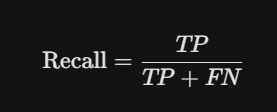 Recall = TP / (TP + FN)